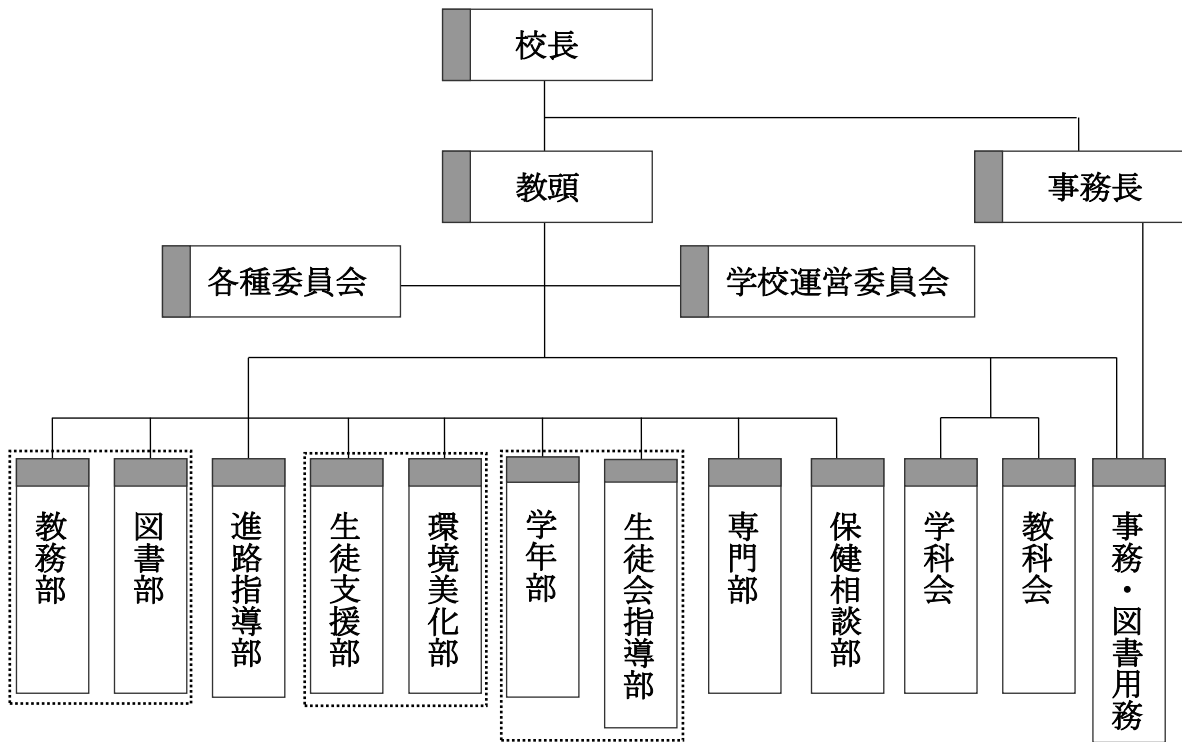 校長
教頭
事務長
各種委員会
学校運営委員会
教務部
図書部
進路指導部
生徒支援部
環境美化部
学年部
生徒会指導部
専門部
保健相談部
学科会
教科会
事務・図書用務